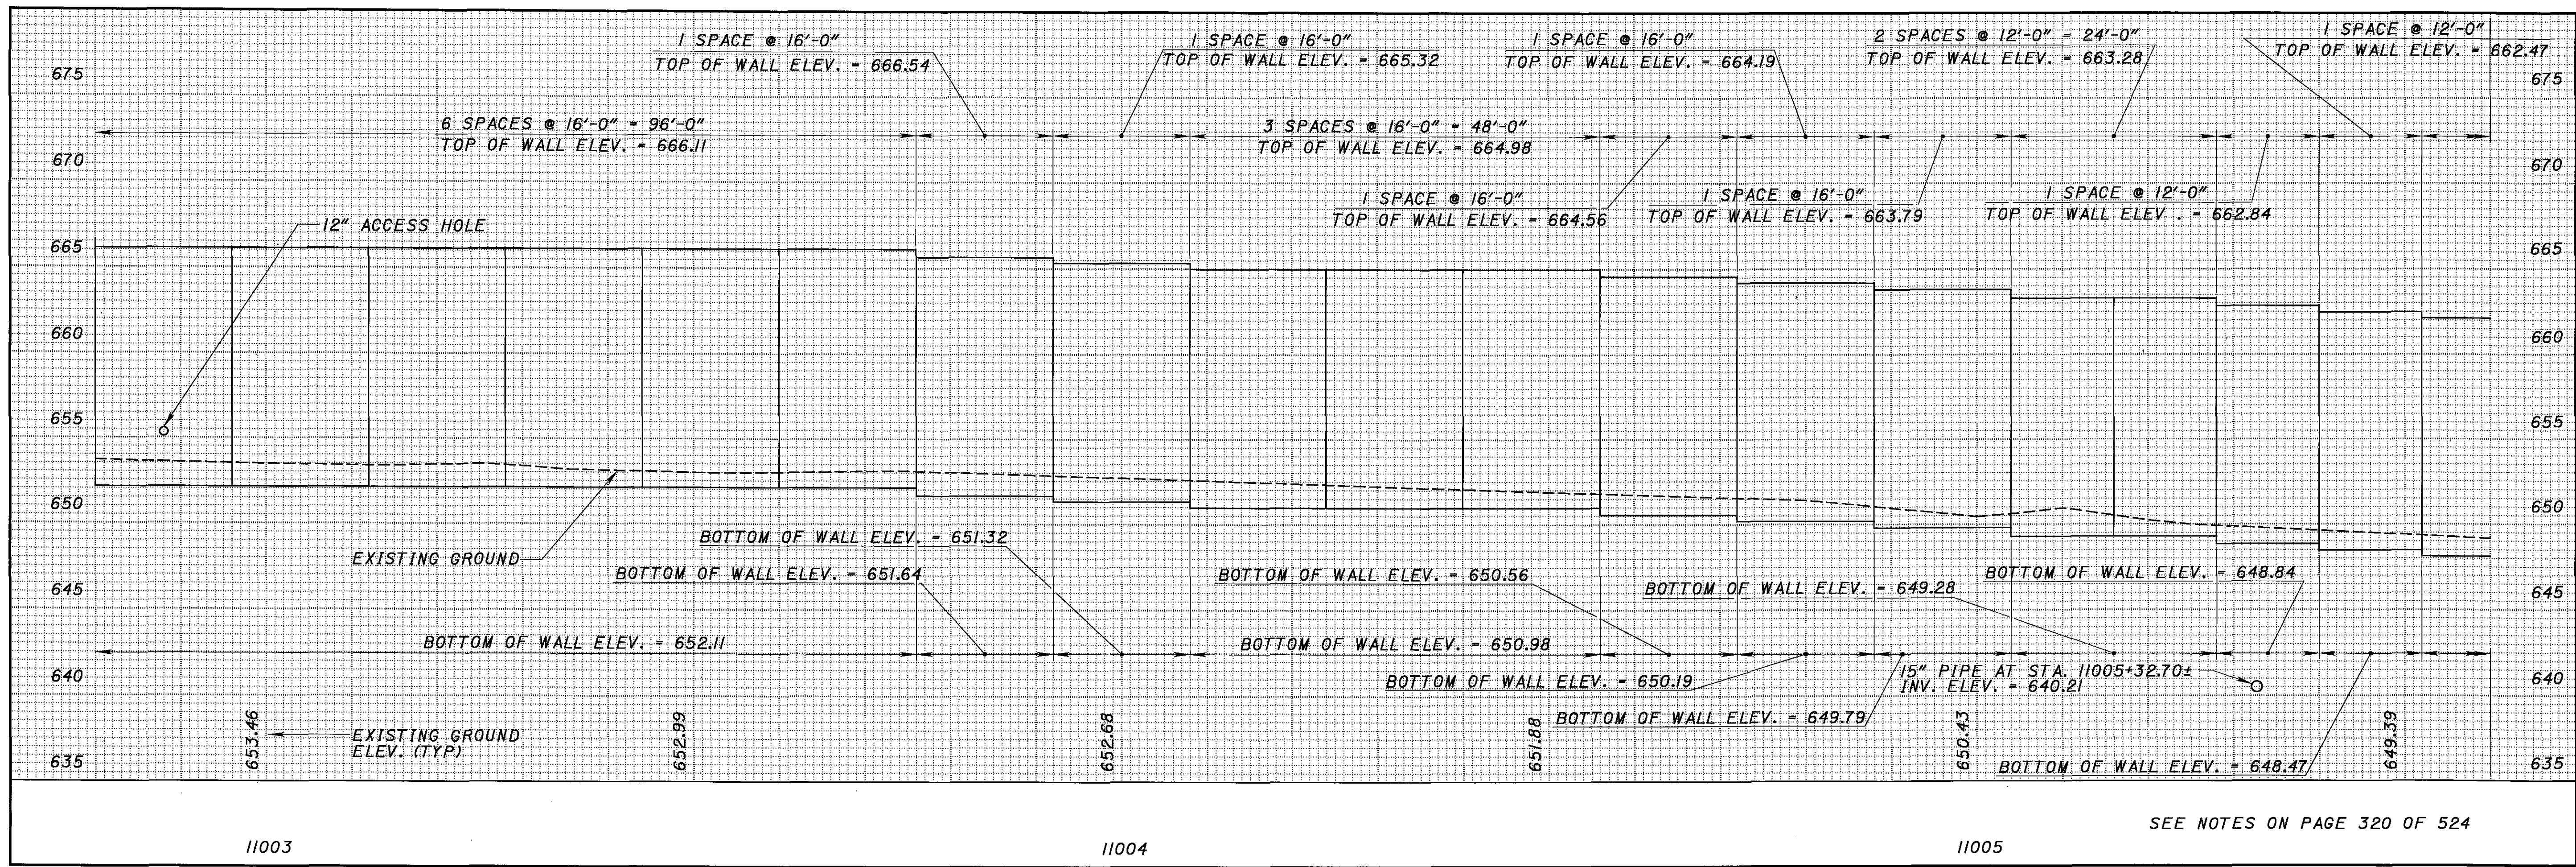 1 SPACE @ 16'-0"
TOP OF WALL ELEV. = 666.54
1 SPACE @ 16'-0"
TOP OF WALL ELEV. = 665.32
1 SPACE @ 16'-0"
TOP OF WALL ELEV. = 664.19
2 SPACES @ 12'-0" = 24'-0"
TOP OF WALL ELEV. = 663.28
1 SPACE @ 12'-0"
TOP OF WALL ELEV. = 662.47
675
675
6 SPACES @ 16'-0" = 96'-0"
TOP OF WALL ELEV. = 666.11
3 SPACES @ 16'-0" = 48'-0"
TOP OF WALL ELEV. = 664.98
670
670
1 SPACE @ 16'-0"
TOP OF WALL ELEV. = 664.56
1 SPACE @ 16'-0"
TOP OF WALL ELEV. = 663.79
1 SPACE @ 12'-0"
TOP OF WALL ELEV . = 662.84
12" ACCESS HOLE
665
665
660
660
655
655
650
650
EXISTING GROUND
BOTTOM OF WALL ELEV. = 651.32
BOTTOM OF WALL ELEV. = 651.64
BOTTOM OF WALL ELEV. = 650.56
BOTTOM OF WALL ELEV. = 649.28
BOTTOM OF WALL ELEV. = 648.84
645
645
BOTTOM OF WALL ELEV. = 652.11
BOTTOM OF WALL ELEV. = 650.98
BOTTOM OF WALL ELEV. = 650.19
15" PIPE AT STA. 11005+32.70±
INV. ELEV. = 640.21
640
640
BOTTOM OF WALL ELEV. = 649.79
653.46
EXISTING GROUND
ELEV. (TYP)
652.99
652.68
651.88
650.43
649.39
635
BOTTOM OF WALL ELEV. = 648.47
635
SEE NOTES ON PAGE 320 OF 524
11003
11004
11005